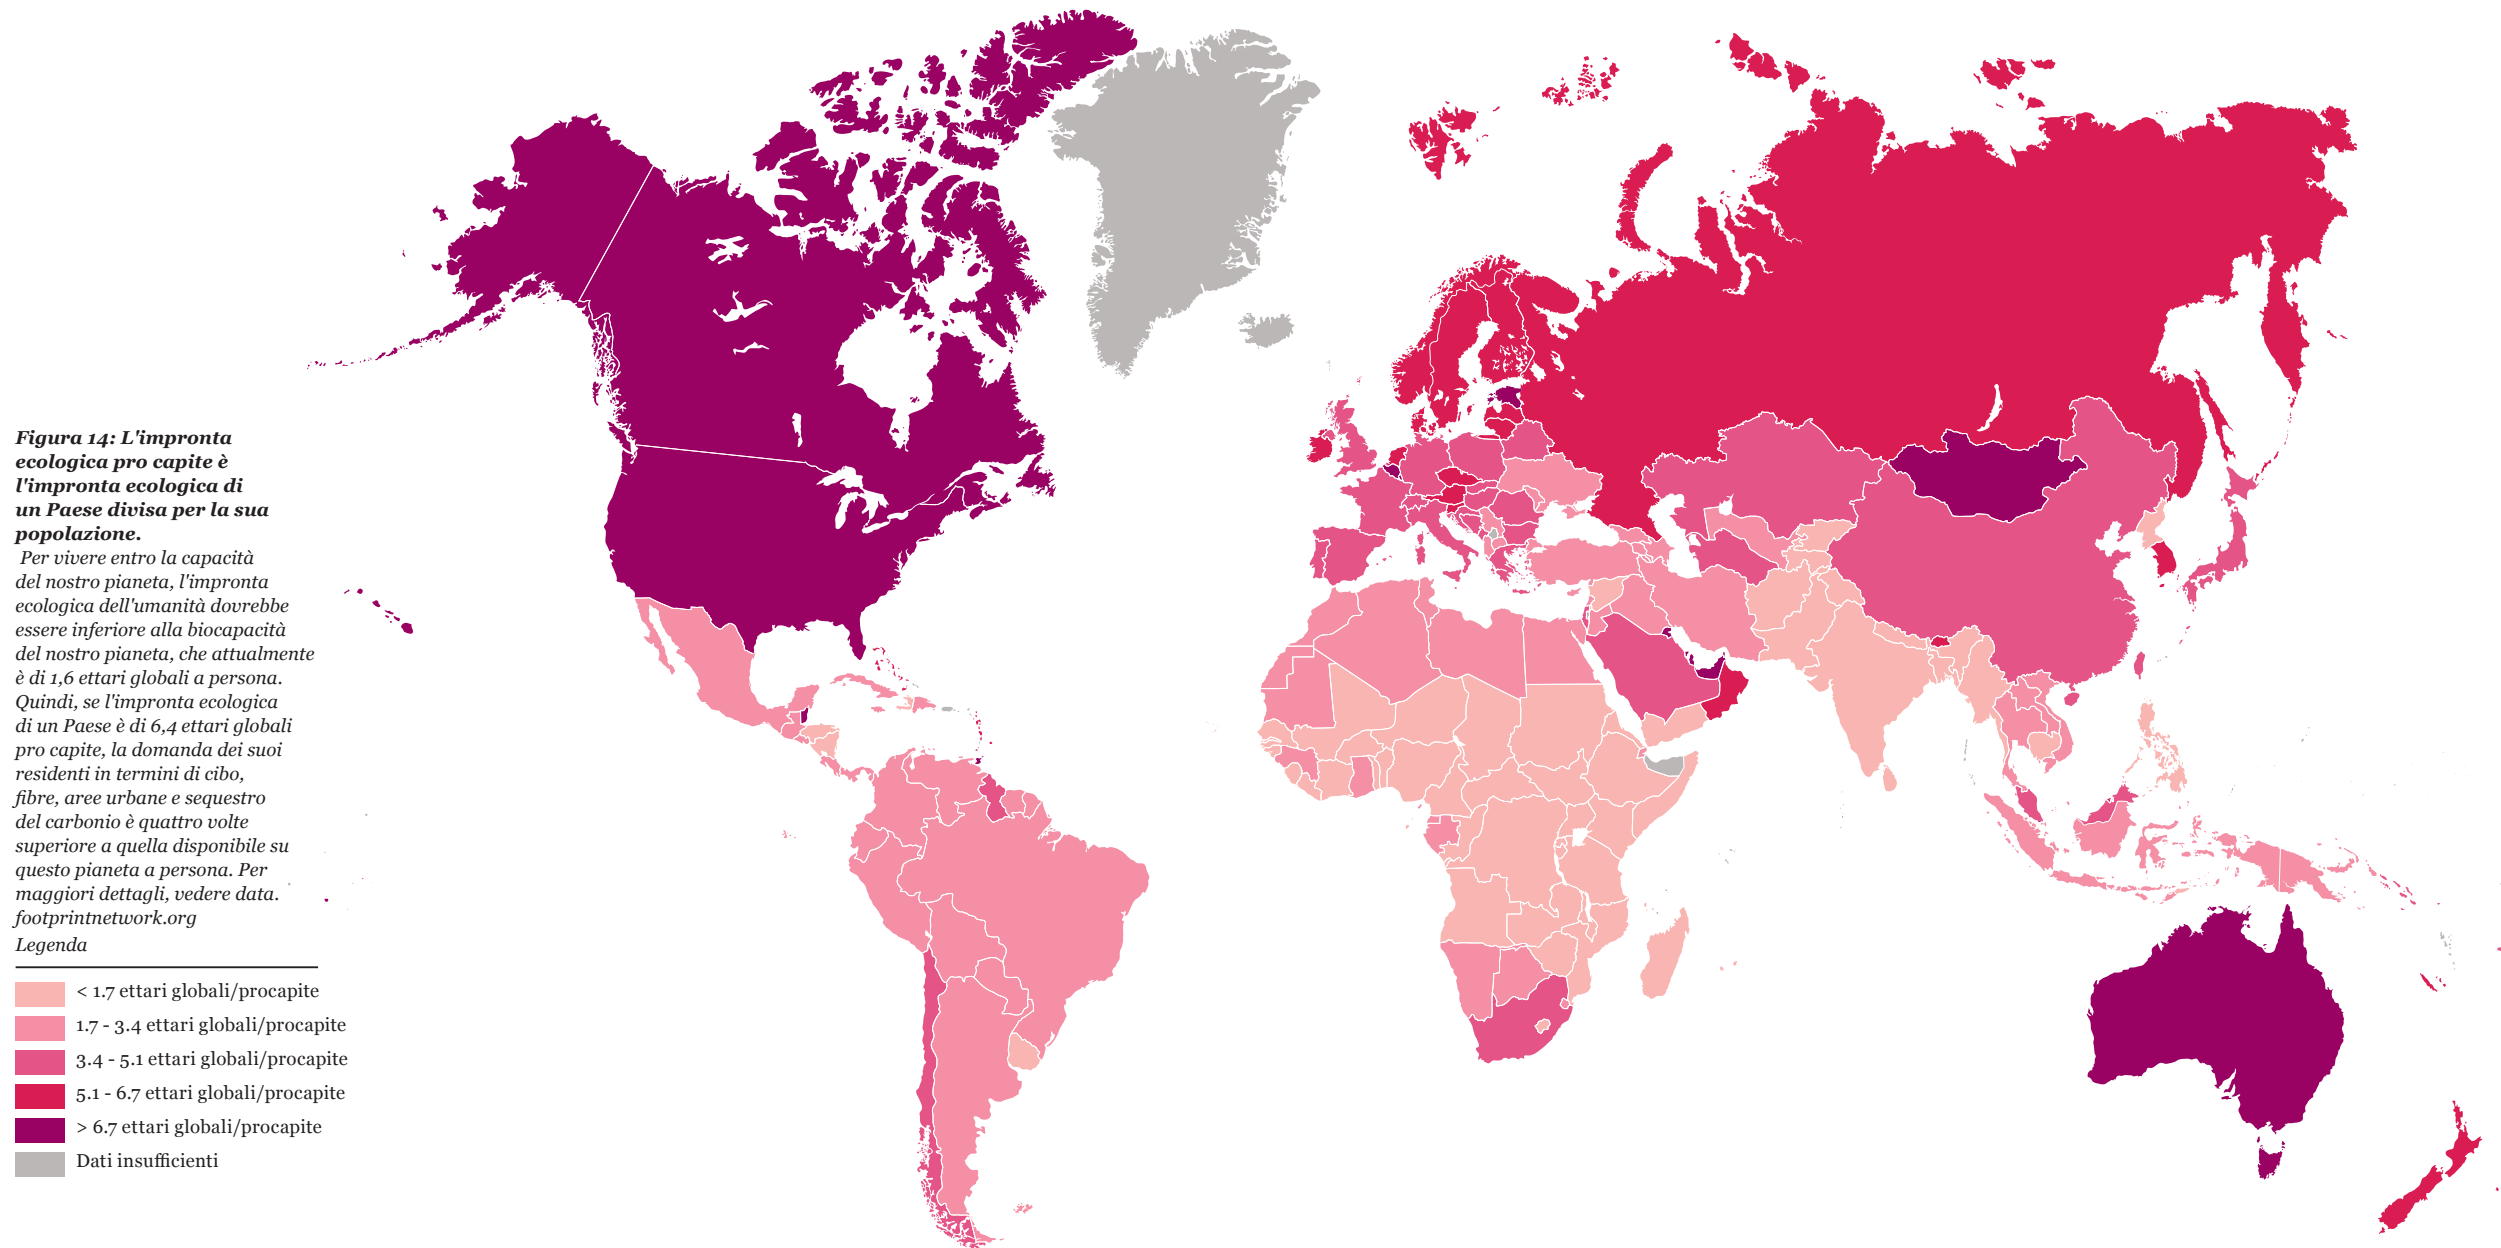 Figura 14: L'impronta
ecologica pro capite è
l'impronta ecologica di
un Paese divisa per la sua
popolazione.
Per vivere entro la capacità
del nostro pianeta, l'impronta
ecologica dell'umanità dovrebbe
essere inferiore alla biocapacità
del nostro pianeta, che attualmente
è di 1,6 ettari globali a persona.
Quindi, se l'impronta ecologica
di un Paese è di 6,4 ettari globali
pro capite, la domanda dei suoi
residenti in termini di cibo,
fibre, aree urbane e sequestro
del carbonio è quattro volte
superiore a quella disponibile su
questo pianeta a persona. Per
maggiori dettagli, vedere data.
footprintnetwork.org
Legenda
< 1.7 ettari globali/procapite
1.7 - 3.4 ettari globali/procapite
3.4 - 5.1 ettari globali/procapite
5.1 - 6.7 ettari globali/procapite
> 6.7 ettari globali/procapite
Dati insufficienti